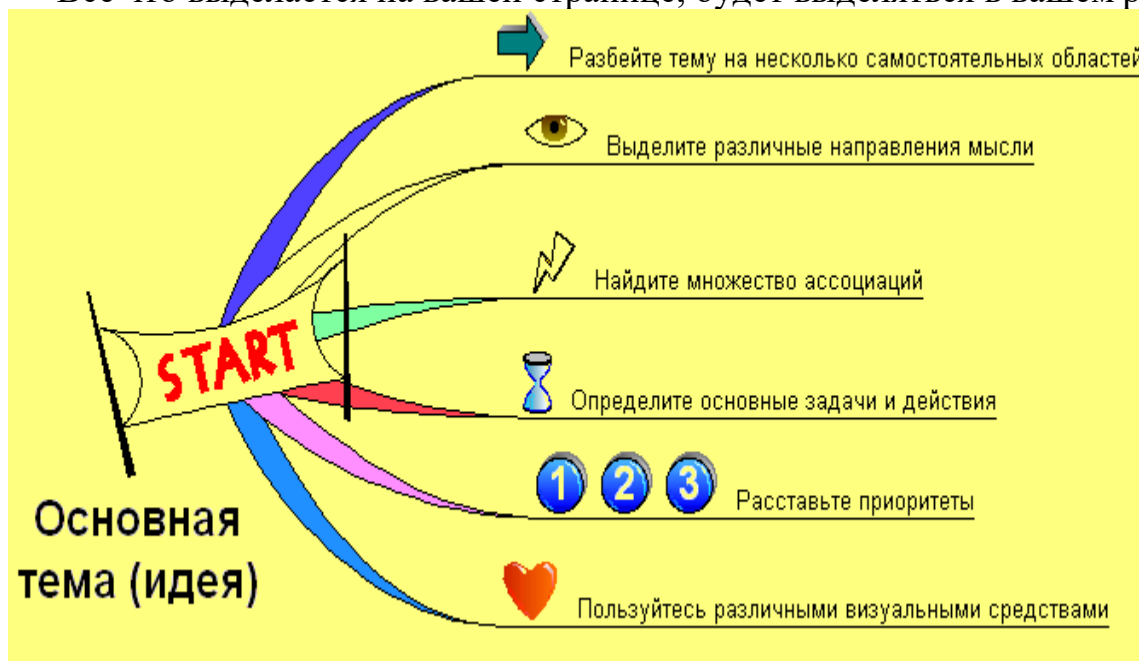 Разбейте тему на несколько самостоятельных областей
Выделите различные направления мысли
Найдите множество ассоциаций
START
Определите основные задачи и действия
1 2 3 Расставьте приоритеты
Основная
тема (идея)
Пользуйтесь различными визуальными средствами